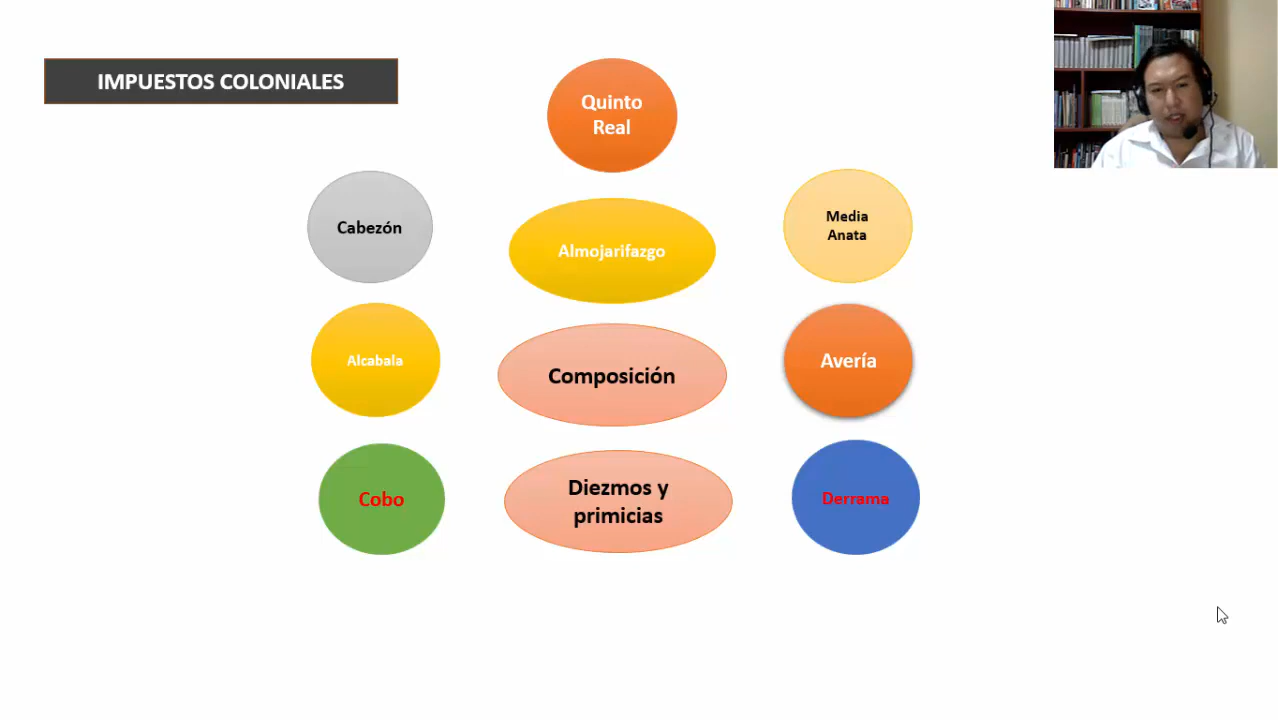 IMPUESTOS COLONIALES
Quinto
Real
Cabezón
Almojarifazgo
Media
Anata
Alcabala
Composición
Avería
Cobo
Diezmos y
primicias
Derrama